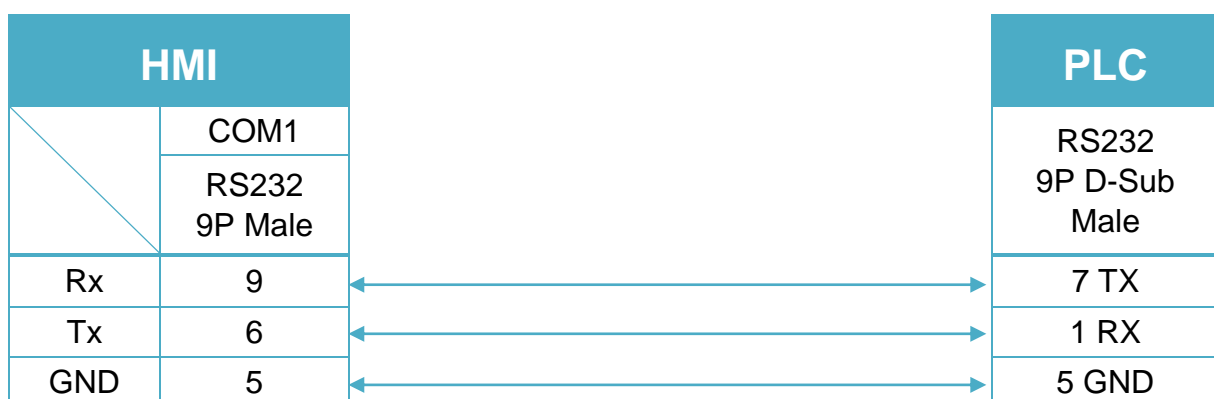 HMI
PLC
COM1
RS232
9P Male
RS232
9P D-Sub
Male
Rx 9 7 TX
Tx 6 1 RX
GND 5 5 GND